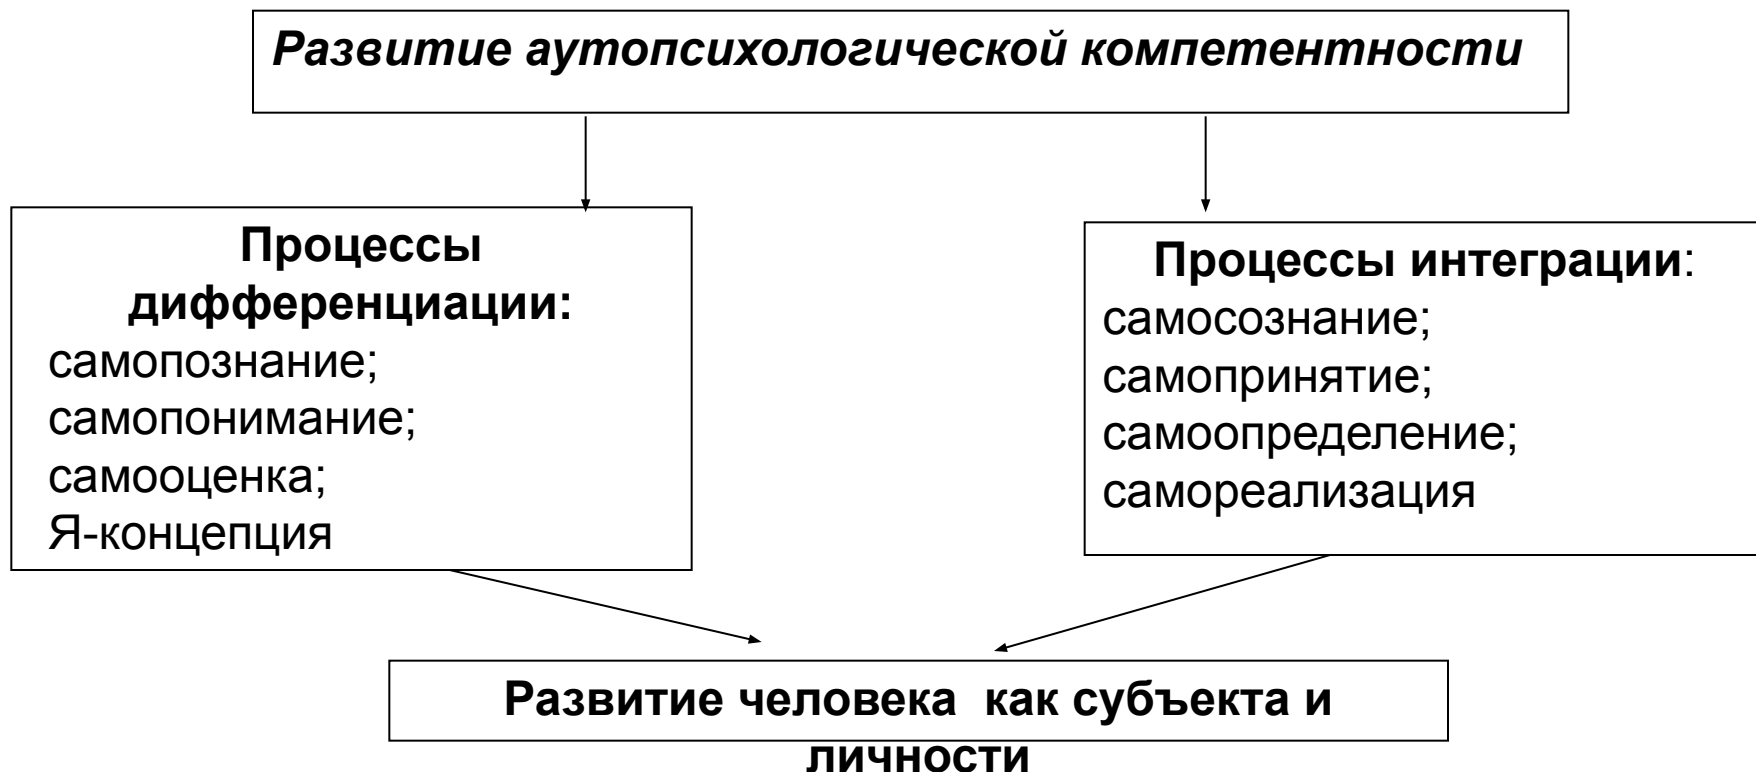 Развитие аутопсихологической компетентности
Процессы
дифференциации:
самопознание;
самопонимание;
самооценка;
Я-концепция
Процессы интеграции:
самосознание;
самопринятие;
самоопределение;
самореализация
Развитие человека как субъекта и
личности